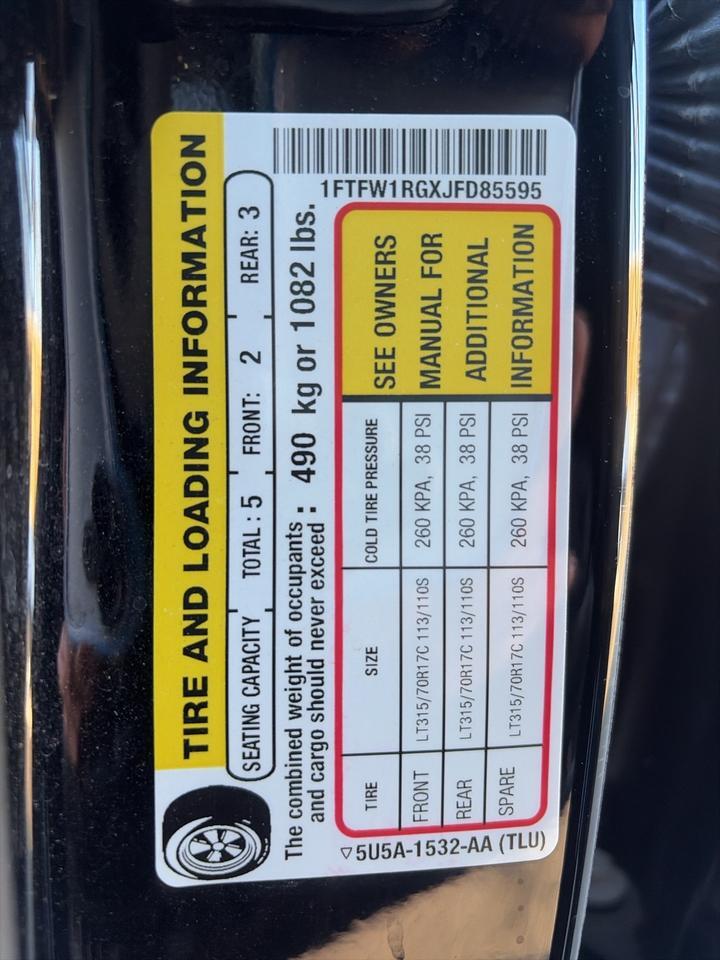 TIRE AND LOADING INFORMATION
SEATING CAPACITY TOTAL : 5 FRONT: 2 REAR: 3
The combined weight of occupants
and cargo should never exceed : 490 kg or 1082 lbs.
1FTFW1RGXJFD85595
TIRE SIZE COLD TIRE PRESSURE SEE OWNERS
FRONT LT315/70R17C 113/110S 260 KPA, 38 PSI MANUAL FOR
REAR LT315/70R17C 113/110S 260 KPA, 38 PSI ADDITIONAL
SPARE LT315/70R17C 113/110S 260 KPA, 38 PSI INFORMATION
5U5A-1532-AA (TLU)